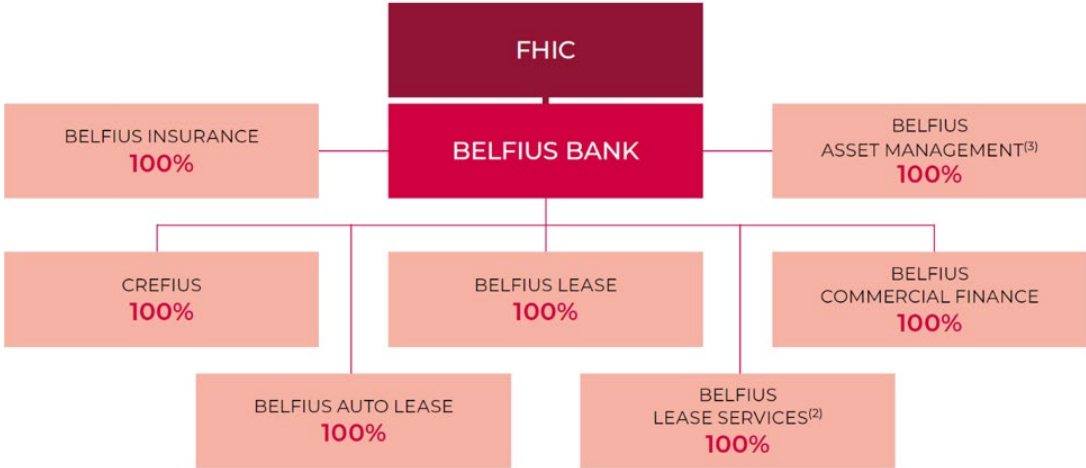 FHIC
BELFIUS INSURANCE
100%
BELFIUS BANK
BELFIUS
ASSET MANAGEMENT(3)
100%
CREFIUS
100%
BELFIUS LEASE
100%
BELFIUS
COMMERCIAL FINANCE
100%
BELFIUS AUTO LEASE
100%
BELFIUS
LEASE SERVICES(2)
100%